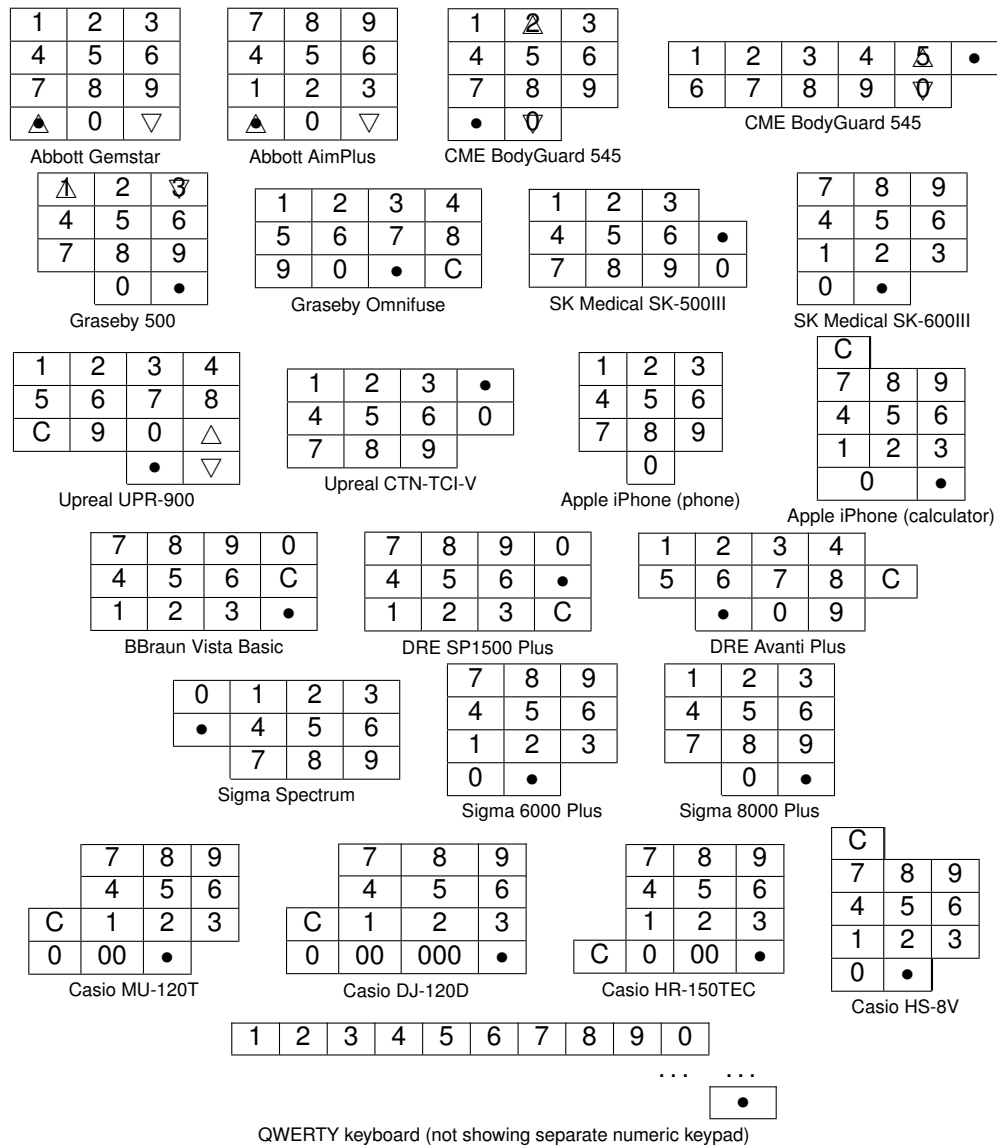 1 2 3
4 5 6
7 8 9
△• 0 ▽
Abbott Gemstar
7 8 9
4 5 6
1 2 3
△• 0 ▽
Abbott AimPlus
1 2△ 3
4 5 6
7 8 9
• 0▽
CME BodyGuard 545
1 2 3 4 5△ •
6 7 8 9 0▽
CME BodyGuard 545
1△ 2 3▽
4 5 6
7 8 9
0 •
Graseby 500
1 2 3 4
5 6 7 8
9 0 • C
Graseby Omnifuse
1 2 3
4 5 6 •
7 8 9 0
SK Medical SK-500III
7 8 9
4 5 6
1 2 3
0 •
SK Medical SK-600III
1 2 3 4
5 6 7 8
C 9 0 △
• ▽
Upreal UPR-900
1 2 3 •
4 5 6 0
7 8 9
Upreal CTN-TCI-V
1 2 3
4 5 6
7 8 9
0
Apple iPhone (phone)
C
7 8 9
4 5 6
1 2 3
0 •
Apple iPhone (calculator)
7 8 9 0
4 5 6 C
1 2 3 •
BBraun Vista Basic
7 8 9 0
4 5 6 •
1 2 3 C
DRE SP1500 Plus
1 2 3 4
5 6 7 8 C
• 0 9
DRE Avanti Plus
0 1 2 3
• 4 5 6
7 8 9
Sigma Spectrum
7 8 9
4 5 6
1 2 3
0 •
Sigma 6000 Plus
1 2 3
4 5 6
7 8 9
0 •
Sigma 8000 Plus
7 8 9
4 5 6
C 1 2 3
0 00 •
Casio MU-120T
7 8 9
4 5 6
C 1 2 3
0 00 000 •
Casio DJ-120D
7 8 9
4 5 6
1 2 3
C 0 00 •
Casio HR-150TEC
C
7 8 9
4 5 6
1 2 3
0 •
Casio HS-8V
1 2 3 4 5 6 7 8 9 0
... ...
•
QWERTY keyboard (not showing separate numeric keypad)